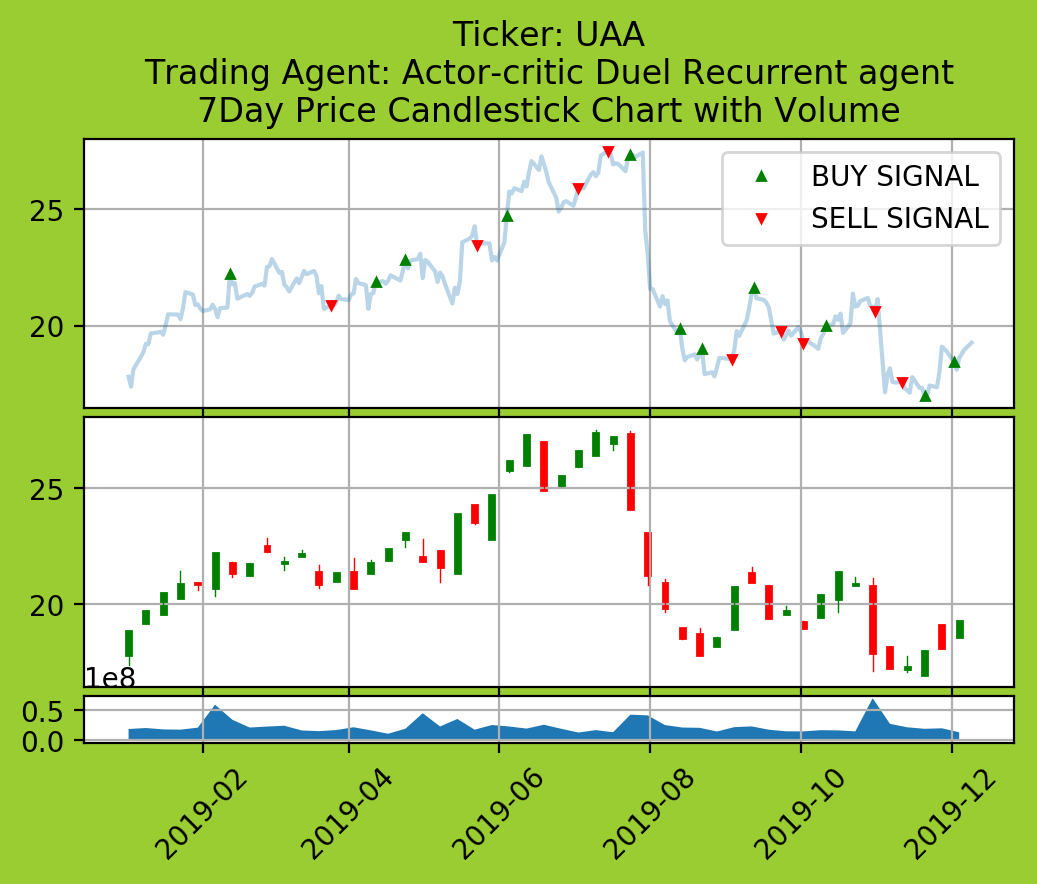 Ticker: UAA
Trading Agent: Actor-critic Duel Recurrent agent
7Day Price Candlestick Chart with Volume
BUY SIGNAL
SELL SIGNAL
25
20
25
20
1e8
0.5
0.0
2019-02
2019-04
2019-06
2019-08
2019-10
2019-12